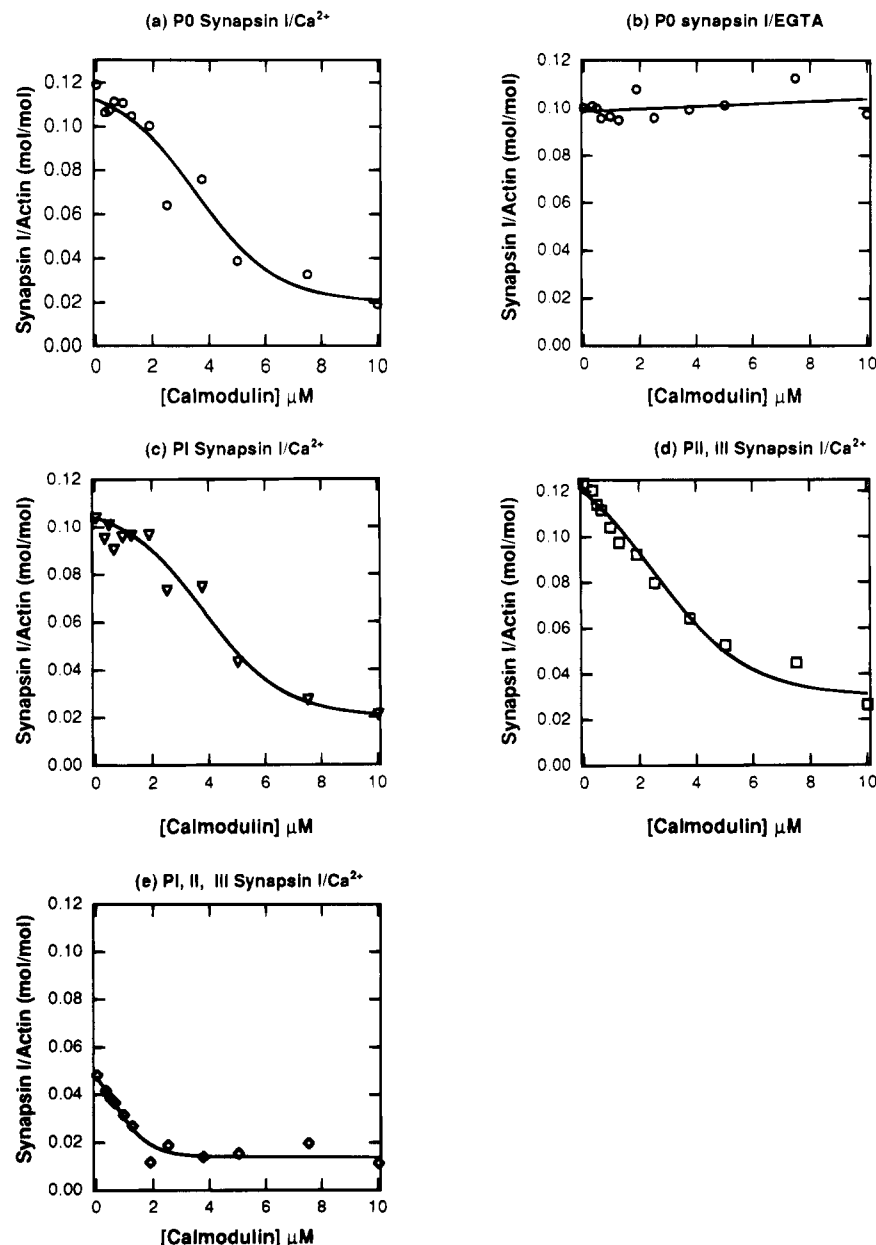 (a) P0 Synapsin I/Ca²⁺
Synapsin I/Actin (mol/mol)
0.12
0.10
0.08
0.06
0.04
0.02
0.00
0 2 4 6 8 10
[Calmodulin] µM
(b) P0 synapsin I/EGTA
Synapsin I/Actin (mol/mol)
0.12
0.10
0.08
0.06
0.04
0.02
0.00
0 2 4 6 8 10
[Calmodulin] µM
(c) PI Synapsin I/Ca²⁺
Synapsin I/Actin (mol/mol)
0.12
0.10
0.08
0.06
0.04
0.02
0.00
0 2 4 6 8 10
[Calmodulin] µM
(d) PII, III Synapsin I/Ca²⁺
Synapsin I/Actin (mol/mol)
0.12
0.10
0.08
0.06
0.04
0.02
0.00
0 2 4 6 8 10
[Calmodulin] µM
(e) PI, II, III Synapsin I/Ca²⁺
Synapsin I/Actin (mol/mol)
0.12
0.10
0.08
0.06
0.04
0.02
0.00
0 2 4 6 8 10
[Calmodulin] µM